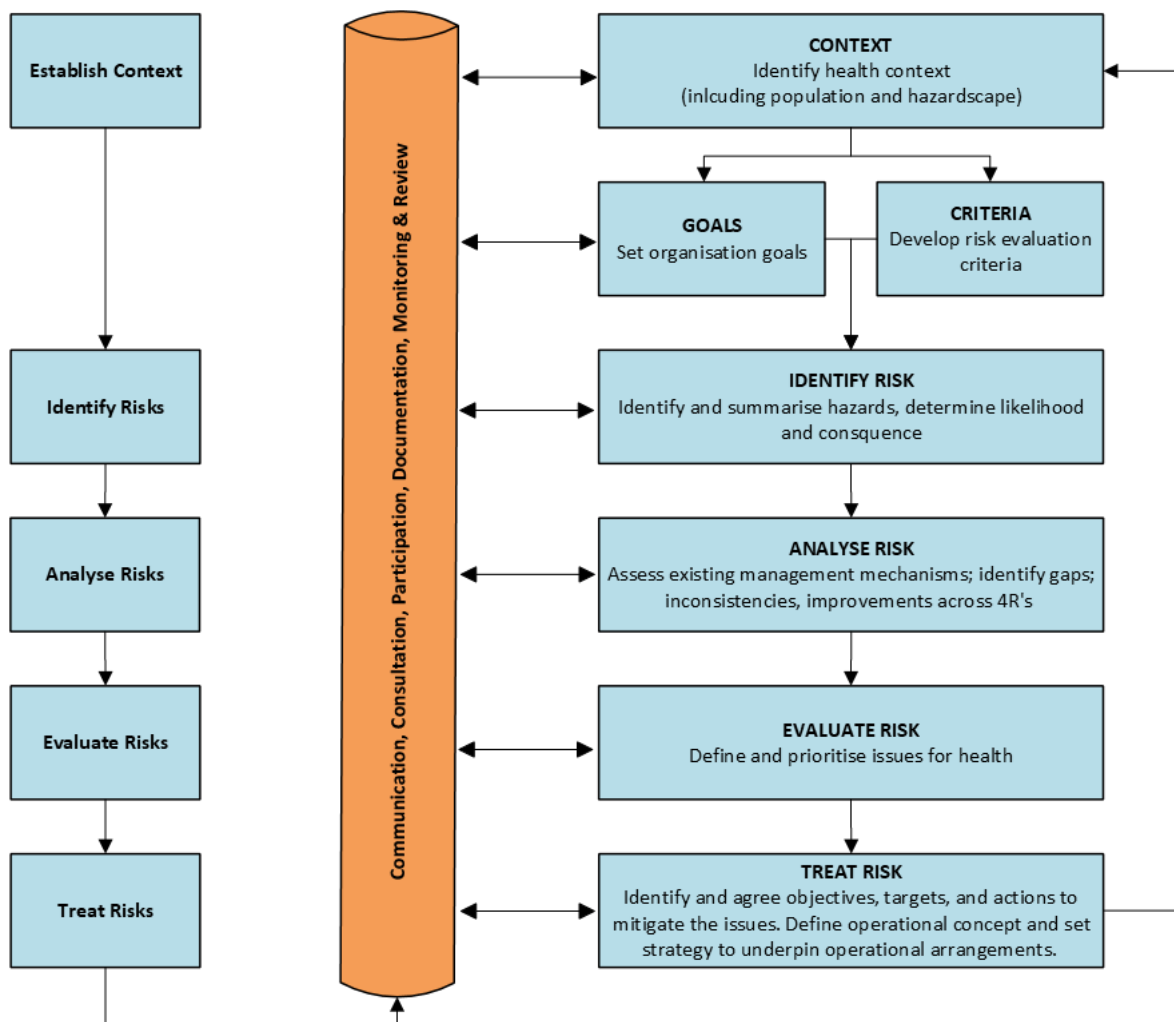 Establish Context
Identify Risks
Analyse Risks
Evaluate Risks
Treat Risks
Communication, Consultation, Participation, Documentation, Monitoring & Review
CONTEXT
Identify health context
(inlcuding population and hazardscape)
GOALS
Set organisation goals
CRITERIA
Develop risk evaluation
criteria
IDENTIFY RISK
Identify and summarise hazards, determine likelihood
and consquence
ANALYSE RISK
Assess existing management mechanisms; identify gaps;
inconsistencies, improvements across 4R's
EVALUATE RISK
Define and prioritise issues for health
TREAT RISK
Identify and agree objectives, targets, and actions to
mitigate the issues. Define operational concept and set
strategy to underpin operational arrangements.